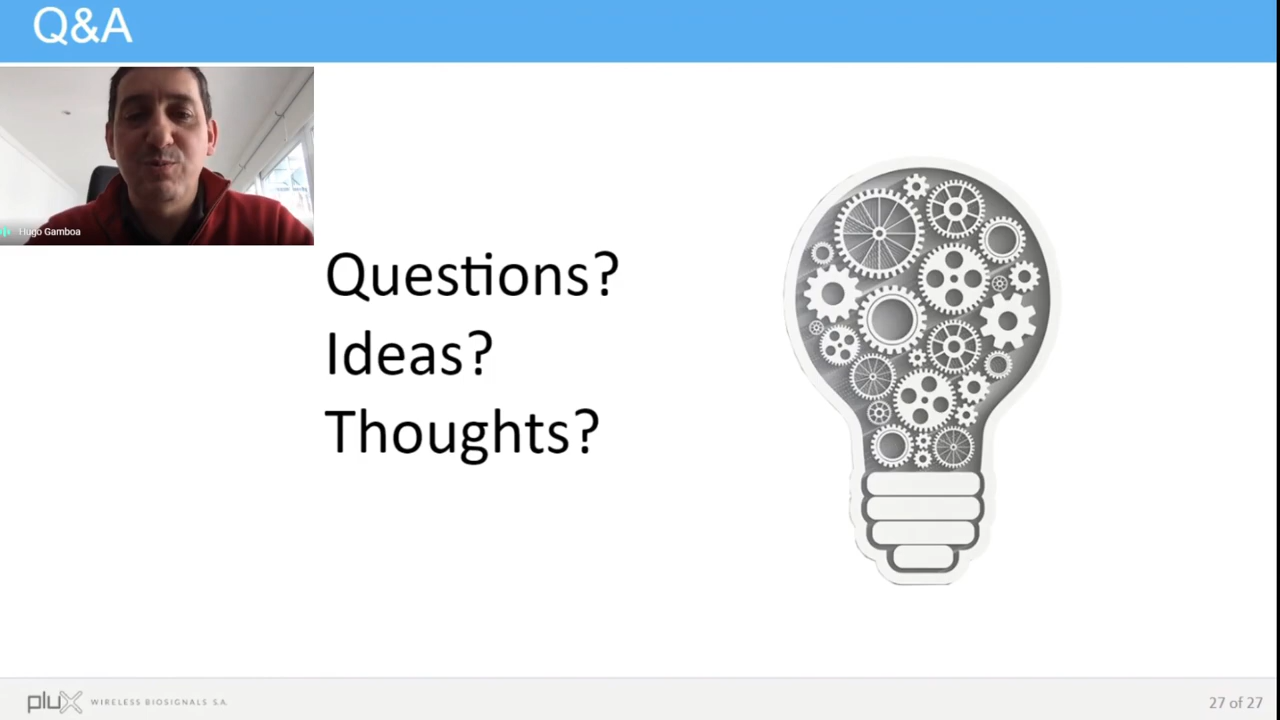 Q&A
Hugo Gamboa
Questions?
Ideas?
Thoughts?
plux WIRELESS BIOSIGNALS S.A.
27 of 27